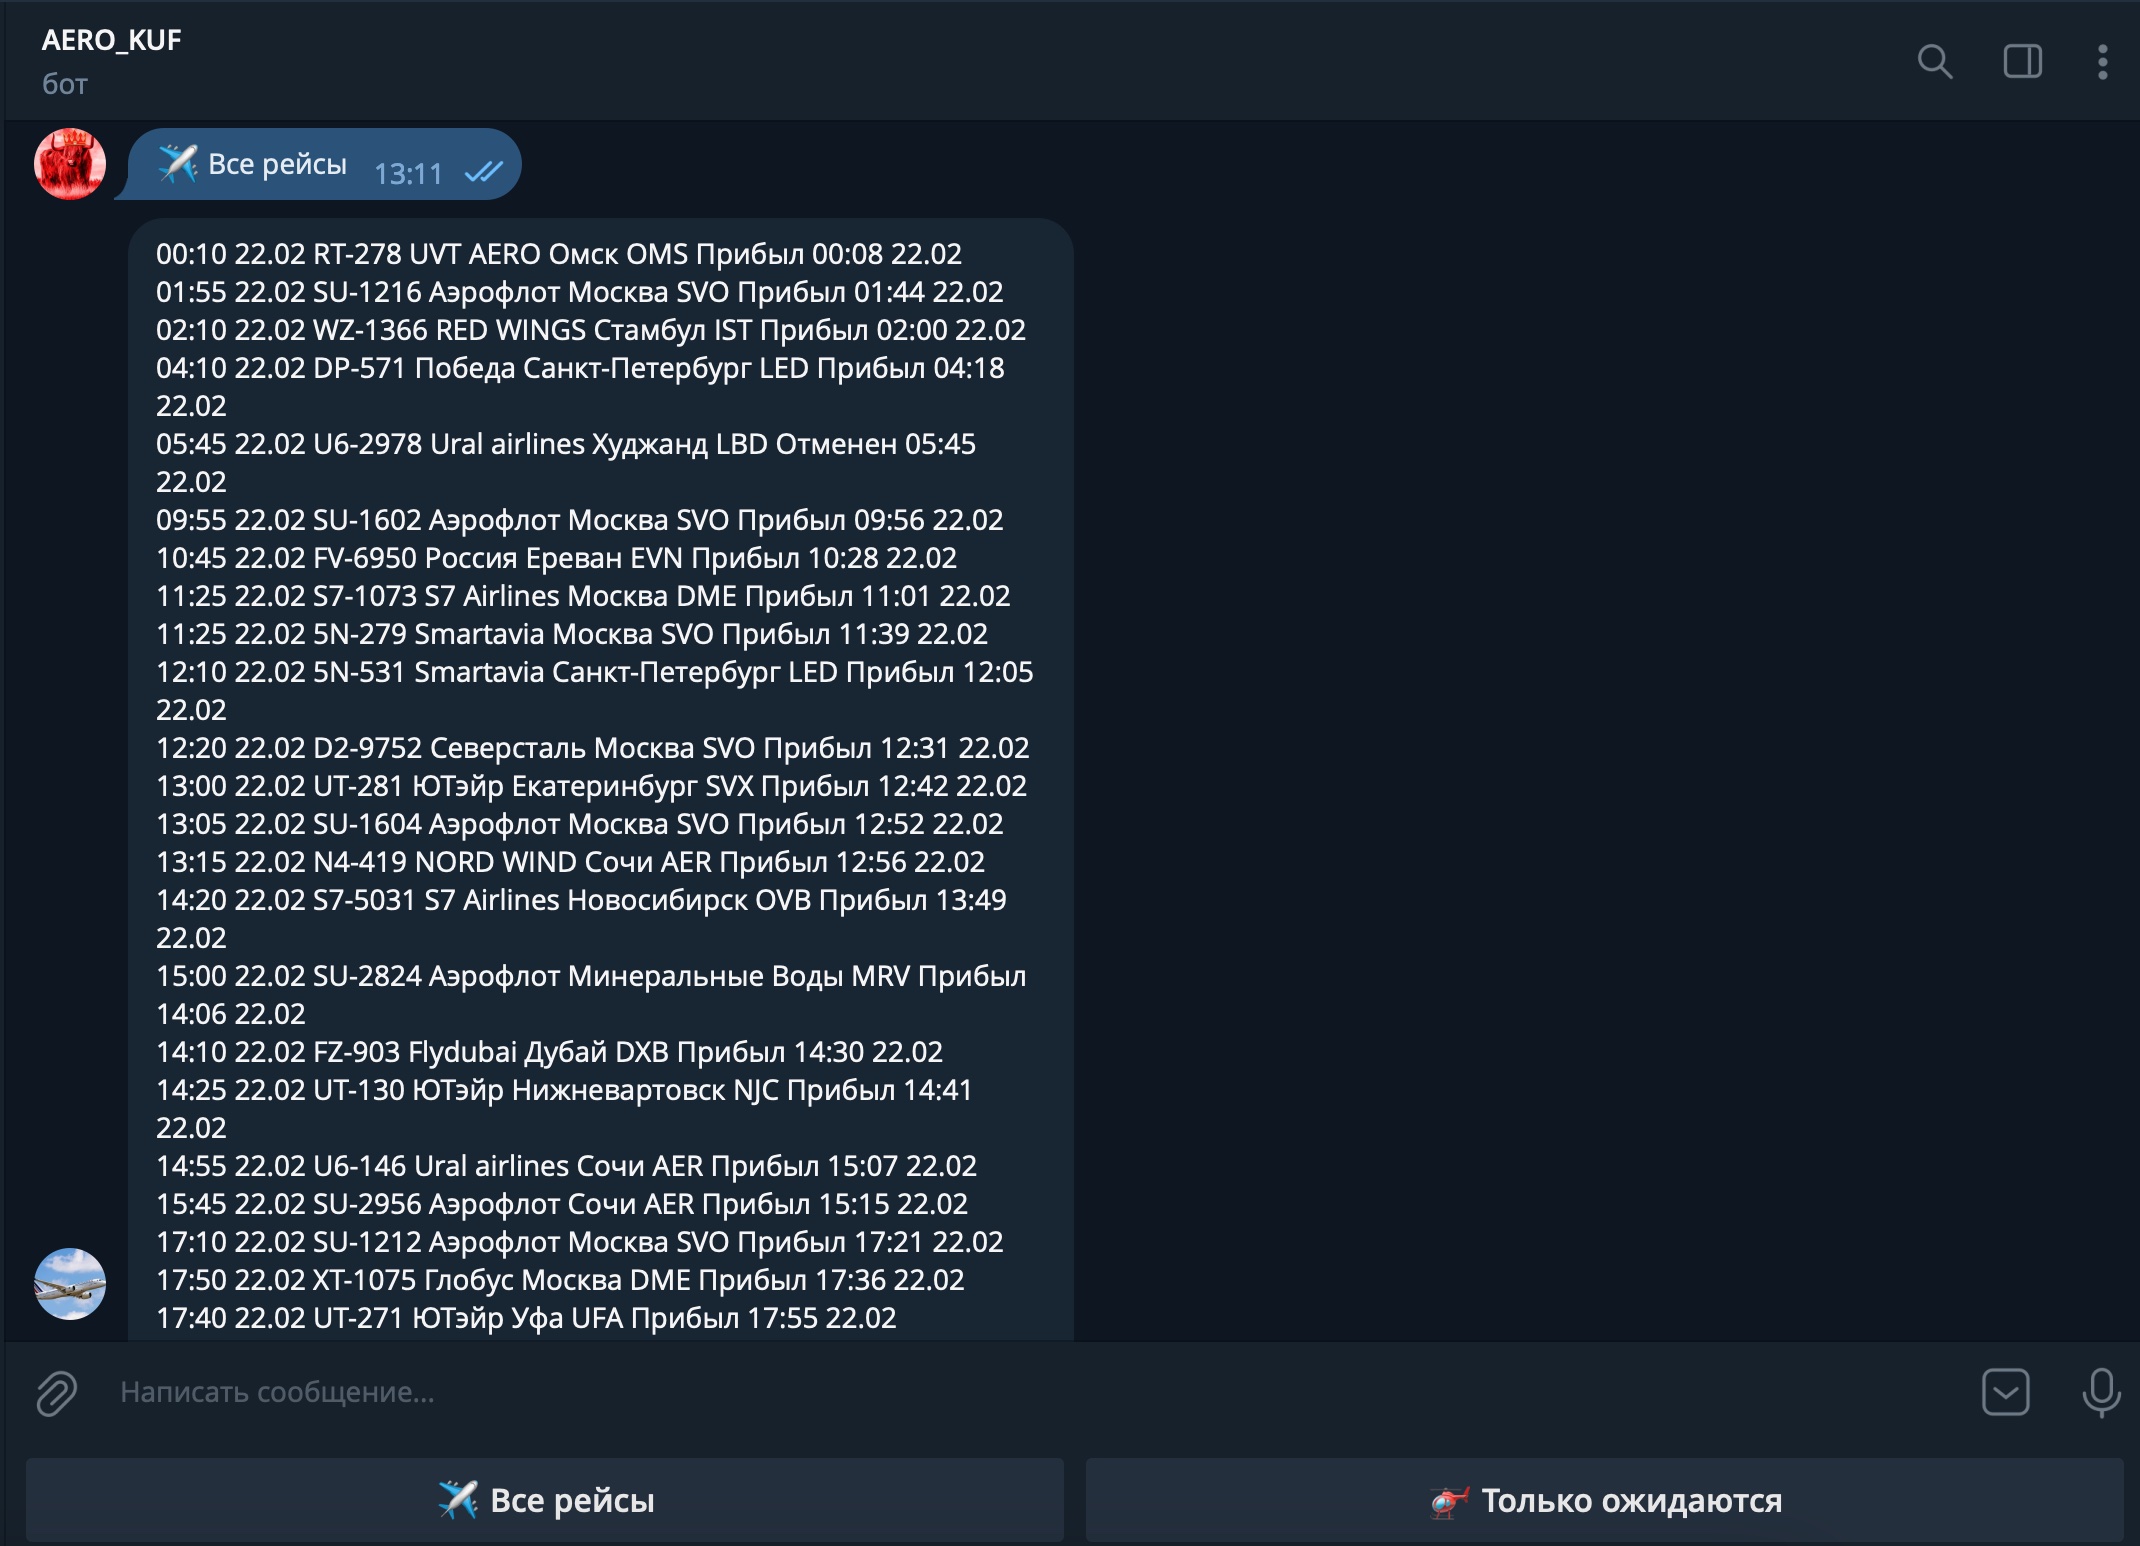 AERO_KUF
бот
Все рейсы 13:11
00:10 22.02 RT-278 UVT AERO Омск OMS Прибыл 00:08 22.02
01:55 22.02 SU-1216 Аэрофлот Москва SVO Прибыл 01:44 22.02
02:10 22.02 WZ-1366 RED WINGS Стамбул IST Прибыл 02:00 22.02
04:10 22.02 DP-571 Победа Санкт-Петербург LED Прибыл 04:18
22.02
05:45 22.02 U6-2978 Ural airlines Худжанд LBD Отменен 05:45
22.02
09:55 22.02 SU-1602 Аэрофлот Москва SVO Прибыл 09:56 22.02
10:45 22.02 FV-6950 Россия Ереван EVN Прибыл 10:28 22.02
11:25 22.02 S7-1073 S7 Airlines Москва DME Прибыл 11:01 22.02
11:25 22.02 5N-279 Smartavia Москва SVO Прибыл 11:39 22.02
12:10 22.02 5N-531 Smartavia Санкт-Петербург LED Прибыл 12:05
22.02
12:20 22.02 D2-9752 Северсталь Москва SVO Прибыл 12:31 22.02
13:00 22.02 UT-281 ЮТэйр Екатеринбург SVX Прибыл 12:42 22.02
13:05 22.02 SU-1604 Аэрофлот Москва SVO Прибыл 12:52 22.02
13:15 22.02 N4-419 NORD WIND Сочи AER Прибыл 12:56 22.02
14:20 22.02 S7-5031 S7 Airlines Новосибирск OVB Прибыл 13:49
22.02
15:00 22.02 SU-2824 Аэрофлот Минеральные Воды MRV Прибыл
14:06 22.02
14:10 22.02 FZ-903 Flydubai Дубай DXB Прибыл 14:30 22.02
14:25 22.02 UT-130 ЮТэйр Нижневартовск NJC Прибыл 14:41
22.02
14:55 22.02 U6-146 Ural airlines Сочи AER Прибыл 15:07 22.02
15:45 22.02 SU-2956 Аэрофлот Сочи AER Прибыл 15:15 22.02
17:10 22.02 SU-1212 Аэрофлот Москва SVO Прибыл 17:21 22.02
17:50 22.02 XT-1075 Глобус Москва DME Прибыл 17:36 22.02
17:40 22.02 UT-271 ЮТэйр Уфа UFA Прибыл 17:55 22.02
Написать сообщение...
Все рейсы
Только ожидаются